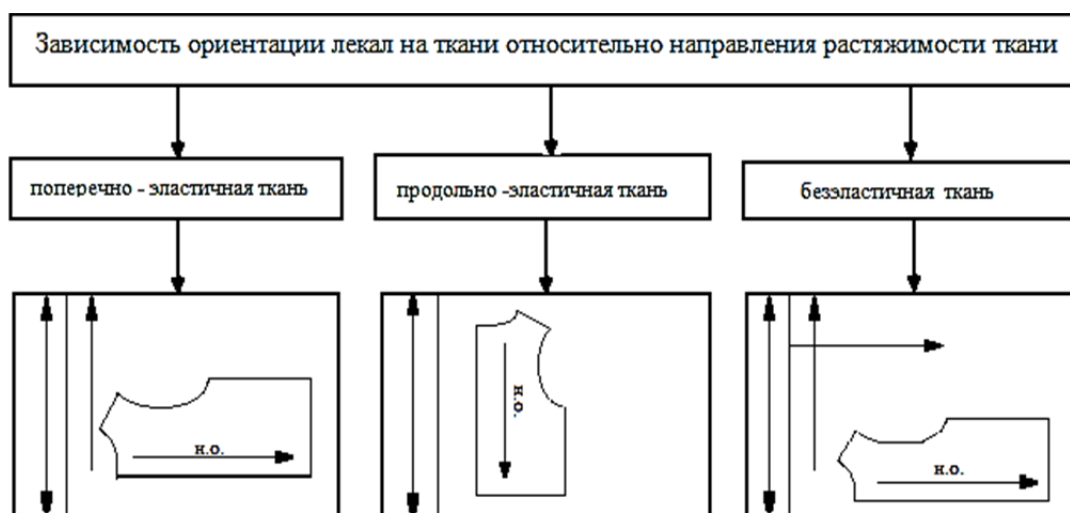 Зависимость ориентации лекал на ткани относительно направления растяжимости ткани
поперечно - эластичная ткань
продольно -эластичная ткань
безэластичная ткань
н.о.
н.о.
н.о.